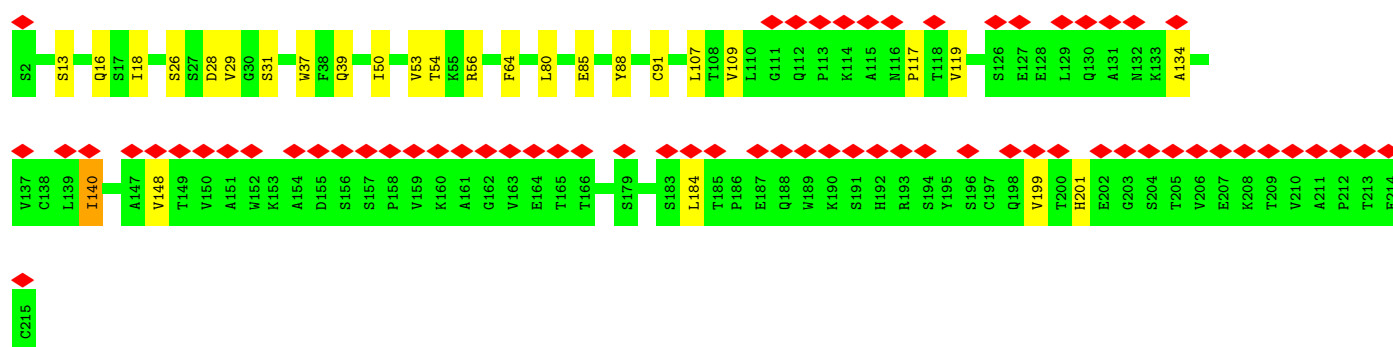 S2 S13 Q16 S17 I18 S26 S27 D28 V29 G30 S31 W37 F38 Q39 I50 V53 T54 K55 R56 F64 L80 E85 Y88 C91 L107 T108 V109 L110 G111 Q112 P113 K114 A115 N116 P117 T118 V119 S126 E127 E128 L129 Q130 A131 N132 K133 A134
V137 C138 L139 I140 A147 V148 T149 V150 A151 W152 K153 A154 D155 S156 S157 P158 V159 K160 A161 G162 V163 E164 T165 T166 S179 S183 L184 T185 P186 E187 Q188 W189 K190 S191 H192 R193 S194 Y195 S196 C197 Q198 V199 T200 H201 E202 G203 S204 T205 V206 E207 K208 T209 V210 A211 P212 T213 E214
C215